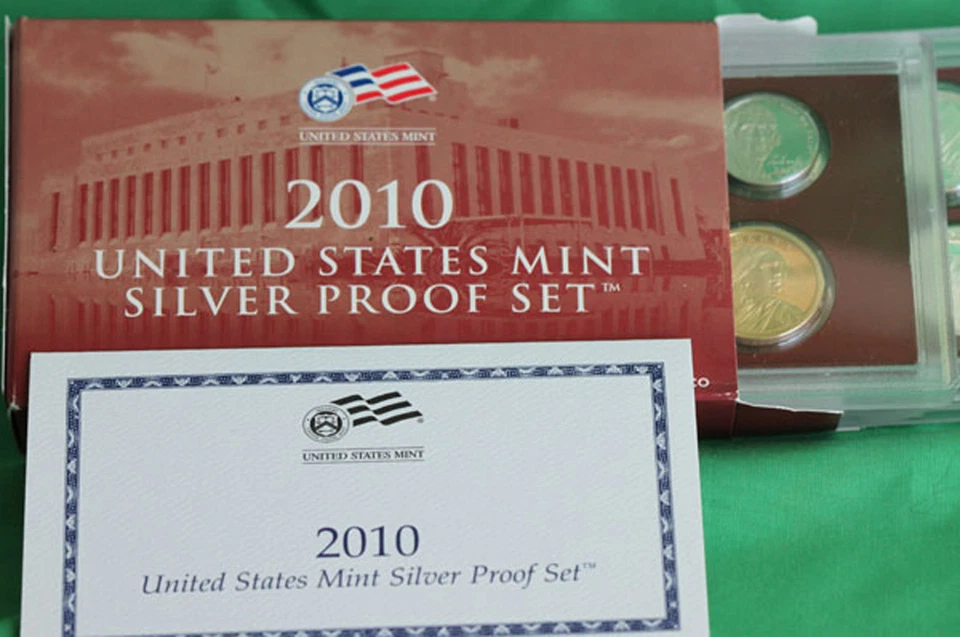 UNITED STATES MINT
2010
UNITED STATES MINT
SILVER PROOF SET™
CO
UNITED STATES MINT
2010
United States Mint Silver Proof Set™